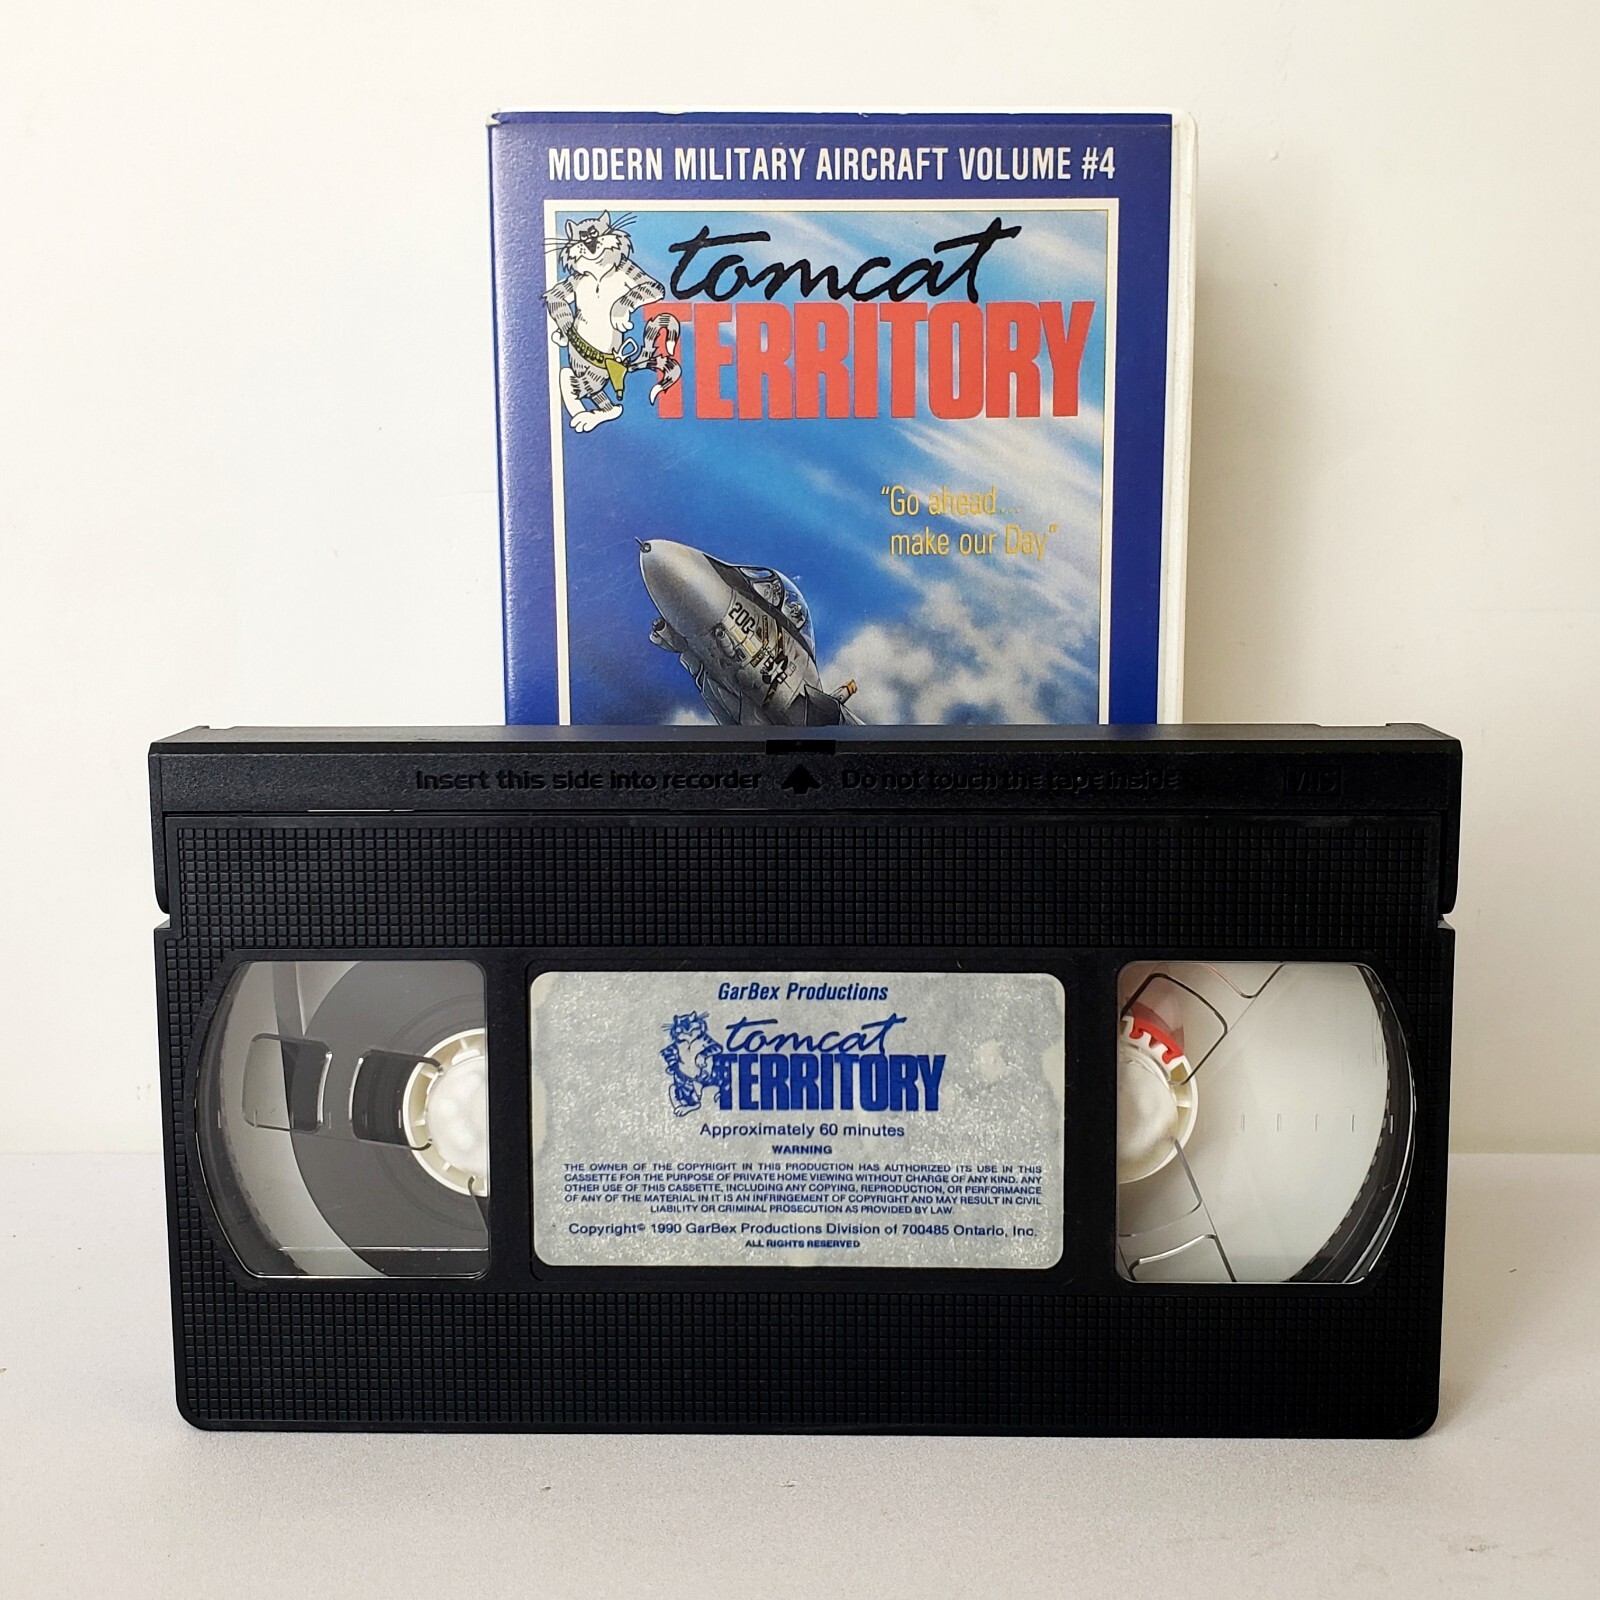 MODERN MILITARY AIRCRAFT VOLUME #4
tomcat
TERRITORY
"Go ahead...
make our Day"
200
Insert this side into recorder Do not touch the tape inside VHS
GarBex Productions
tomcat
TERRITORY
Approximately 60 minutes
WARNING
THE OWNER OF THE COPYRIGHT IN THIS PRODUCTION HAS AUTHORIZED ITS USE IN THIS
CASSETTE FOR THE PURPOSE OF PRIVATE HOME VIEWING WITHOUT CHARGE OF ANY KIND. ANY
OTHER USE OF THIS CASSETTE, INCLUDING ANY COPYING, REPRODUCTION, OR PERFORMANCE
OF ANY OF THE MATERIAL IN IT IS AN INFRINGEMENT OF COPYRIGHT AND MAY RESULT IN CIVIL
LIABILITY OR CRIMINAL PROSECUTION AS PROVIDED BY LAW.
Copyright© 1990 GarBex Productions Division of 700485 Ontario, Inc.
ALL RIGHTS RESERVED